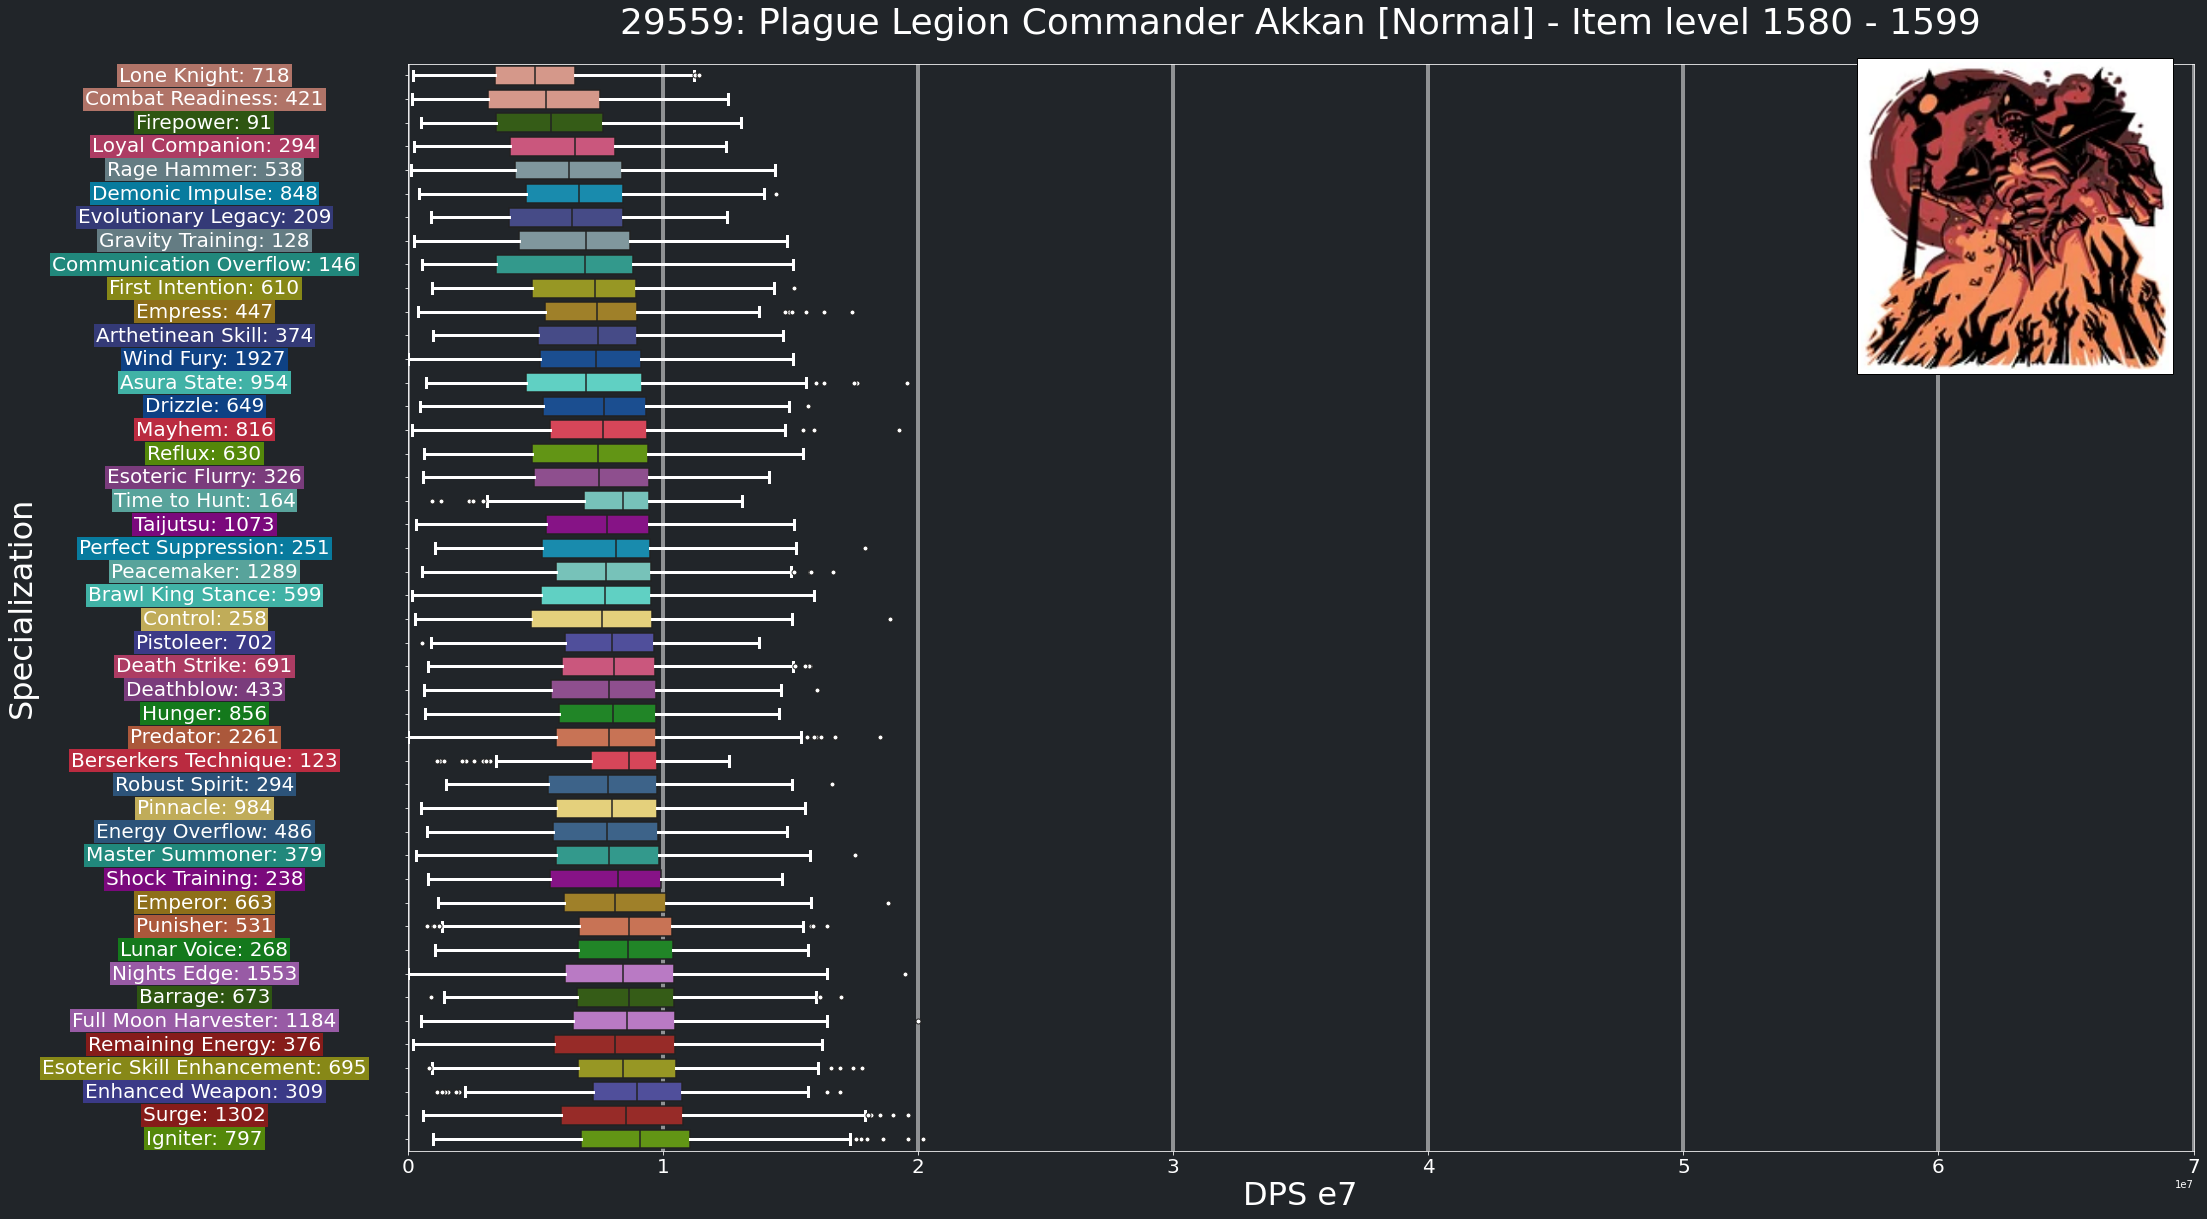 29559: Plague Legion Commander Akkan [Normal] - Item level 1580 - 1599
Lone Knight: 718
Combat Readiness: 421
Firepower: 91
Loyal Companion: 294
Rage Hammer: 538
Demonic Impulse: 848
Evolutionary Legacy: 209
Gravity Training: 128
Communication Overflow: 146
First Intention: 610
Empress: 447
Arthetinean Skill: 374
Wind Fury: 1927
Asura State: 954
Drizzle: 649
Mayhem: 816
Reflux: 630
Esoteric Flurry: 326
Time to Hunt: 164
Taijutsu: 1073
Perfect Suppression: 251
Peacemaker: 1289
Brawl King Stance: 599
Control: 258
Pistoleer: 702
Death Strike: 691
Deathblow: 433
Hunger: 856
Predator: 2261
Berserkers Technique: 123
Robust Spirit: 294
Pinnacle: 984
Energy Overflow: 486
Master Summoner: 379
Shock Training: 238
Emperor: 663
Punisher: 531
Lunar Voice: 268
Nights Edge: 1553
Barrage: 673
Full Moon Harvester: 1184
Remaining Energy: 376
Esoteric Skill Enhancement: 695
Enhanced Weapon: 309
Surge: 1302
Igniter: 797
Specialization
0 1 2 3 4 5 6 7
1e7
DPS e7